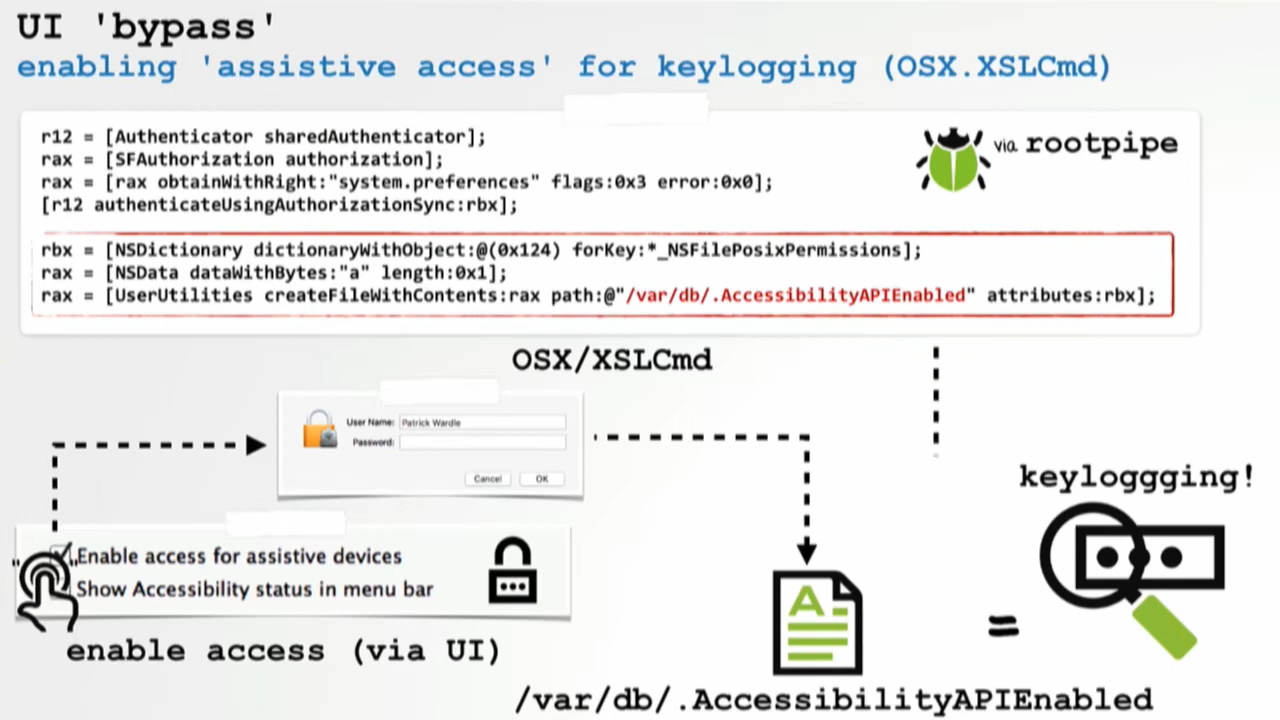 UI 'bypass'
enabling 'assistive access' for keylogging (OSX.XSLCmd)
r12 = [Authenticator sharedAuthenticator];
rax = [SFAuthorization authorization];
rax = [rax obtainWithRight:"system.preferences" flags:0x3 error:0x0];
[r12 authenticateUsingAuthorizationSync:rbx];
via rootpipe
rbx = [NSDictionary dictionaryWithObject:@(0x124) forKey:*_NSFilePosixPermissions];
rax = [NSData dataWithBytes:"a" length:0x1];
rax = [UserUtilities createFileWithContents:rax path:@"/var/db/.AccessibilityAPIEnabled" attributes:rbx];
OSX/XSLCmd
User Name: Patrick Wardle
Password:
Cancel OK
keyloggging!
Enable access for assistive devices
Show Accessibility status in menu bar
A
=
enable access (via UI)
/var/db/.AccessibilityAPIEnabled